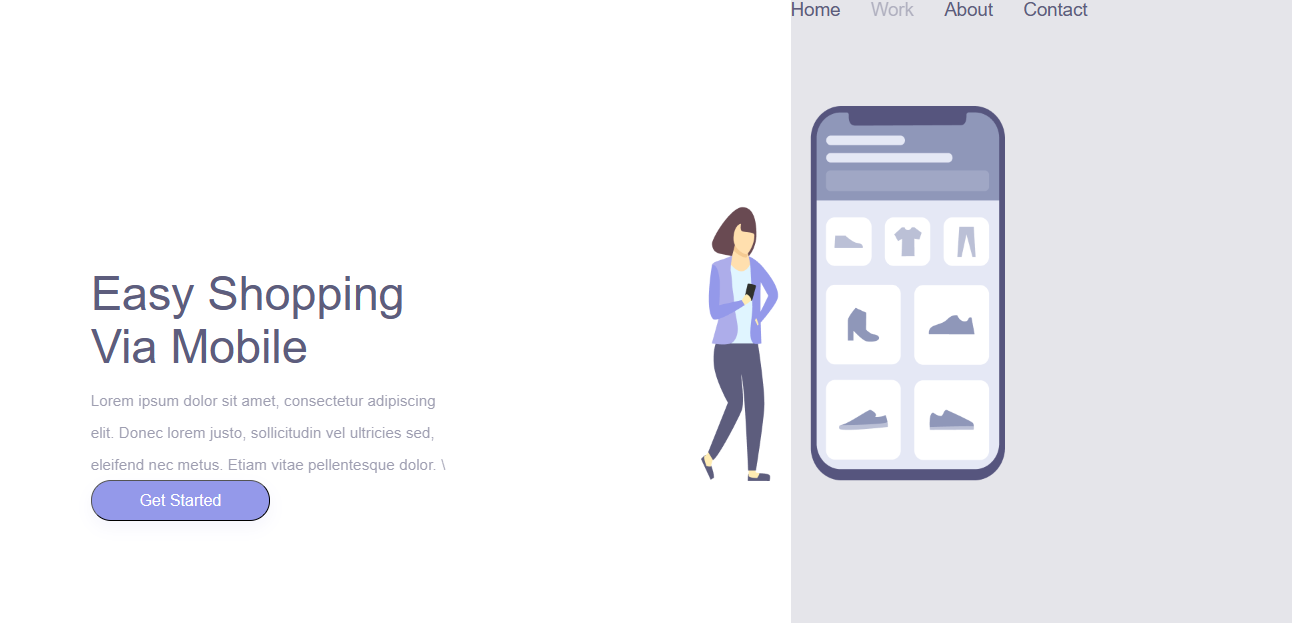 Home Work About Contact
Easy Shopping
Via Mobile
Lorem ipsum dolor sit amet, consectetur adipiscing
elit. Donec lorem justo, sollicitudin vel ultricies sed,
eleifend nec metus. Etiam vitae pellentesque dolor. \
Get Started